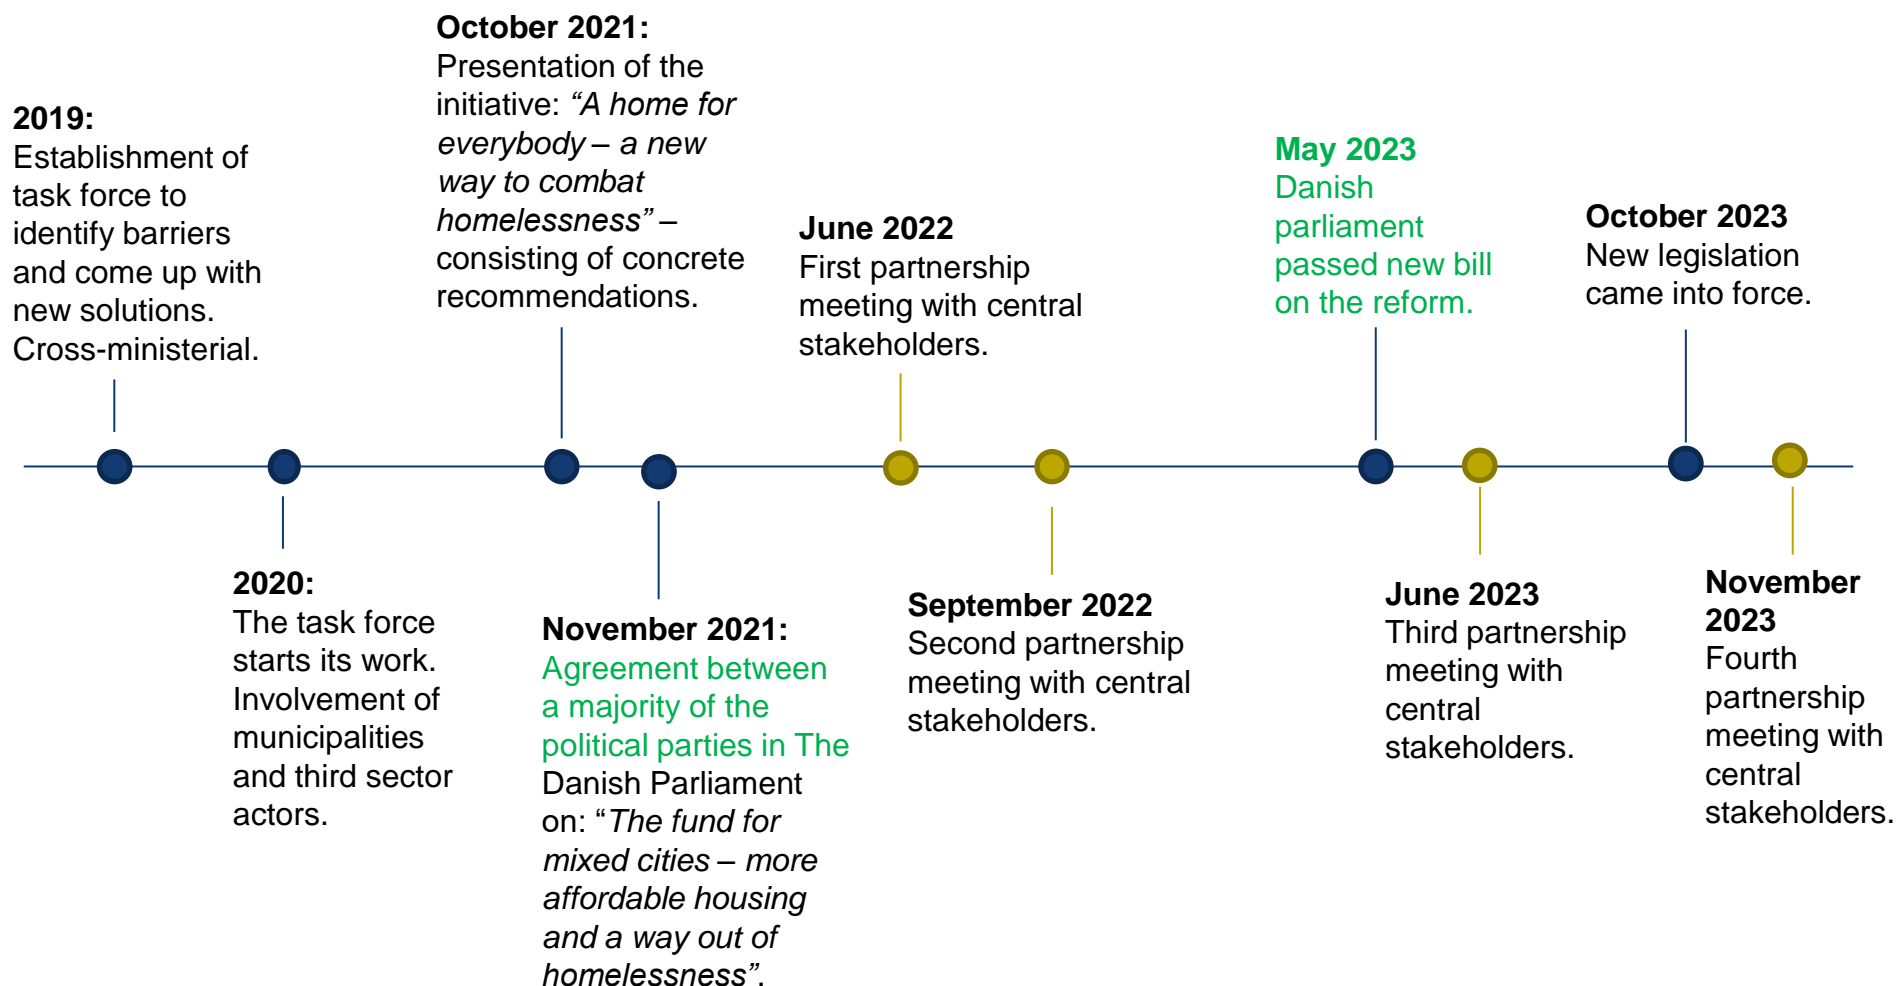 2019:
Establishment of
task force to
identify barriers
and come up with
new solutions.
Cross-ministerial.
2020:
The task force
starts its work.
Involvement of
municipalities
and third sector
actors.
October 2021:
Presentation of the
initiative: “A home for
everybody – a new
way to combat
homelessness” –
consisting of concrete
recommendations.
November 2021:
Agreement between
a majority of the
political parties in The
Danish Parliament
on: “The fund for
mixed cities – more
affordable housing
and a way out of
homelessness”.
June 2022
First partnership
meeting with central
stakeholders.
September 2022
Second partnership
meeting with central
stakeholders.
May 2023
Danish
parliament
passed new bill
on the reform.
June 2023
Third partnership
meeting with
central
stakeholders.
October 2023
New legislation
came into force.
November
2023
Fourth
partnership
meeting with
central
stakeholders.